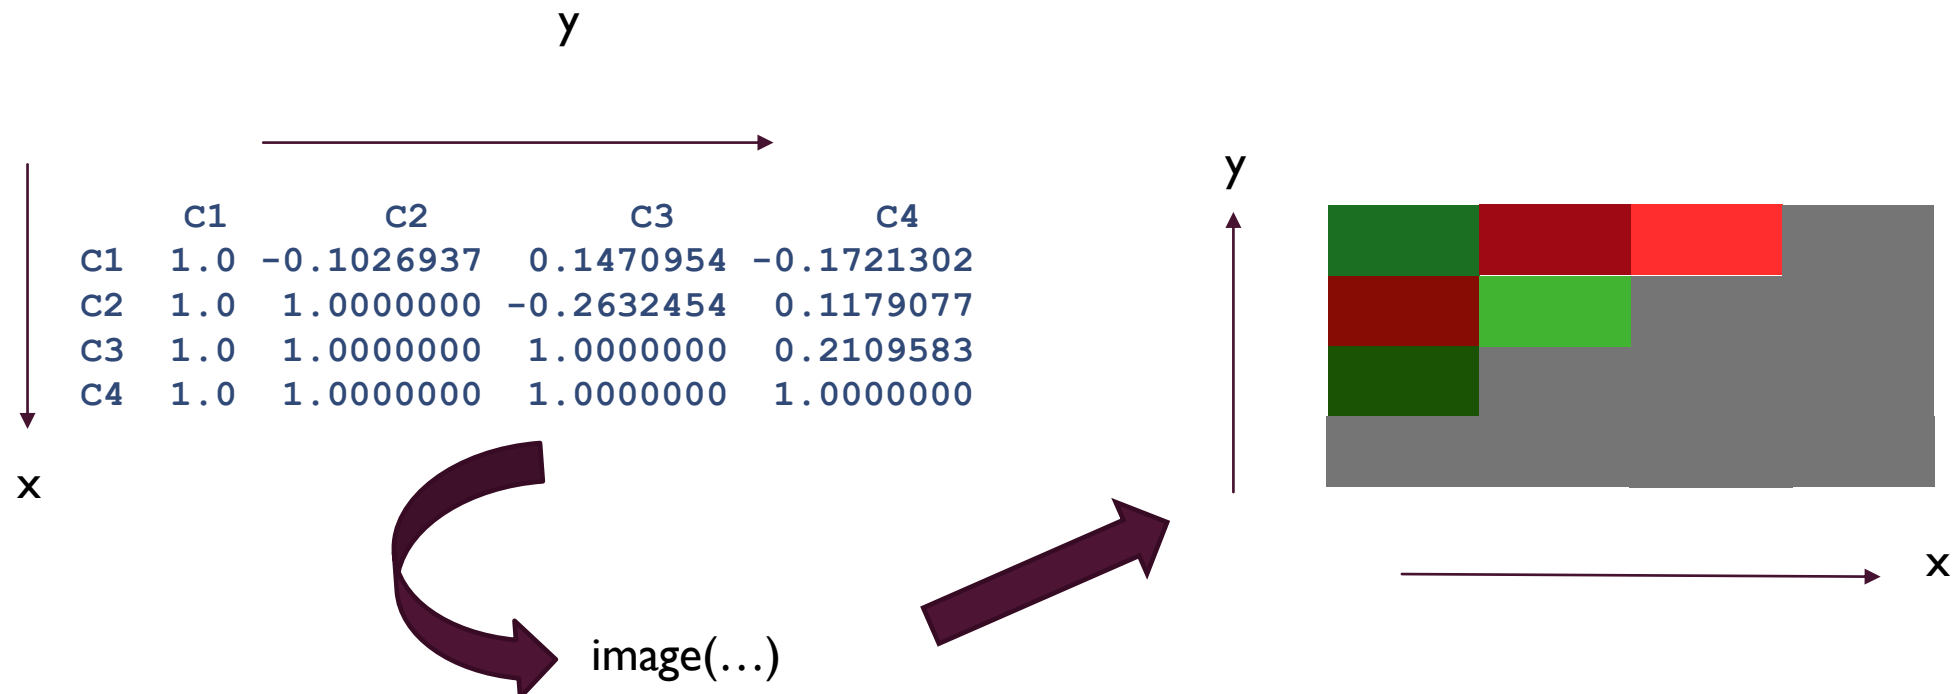 y
C1 C2 C3 C4
C1 1.0 -0.1026937 0.1470954 -0.1721302
C2 1.0 1.0000000 -0.2632454 0.1179077
C3 1.0 1.0000000 1.0000000 0.2109583
C4 1.0 1.0000000 1.0000000 1.0000000
x
image(…)
y
x